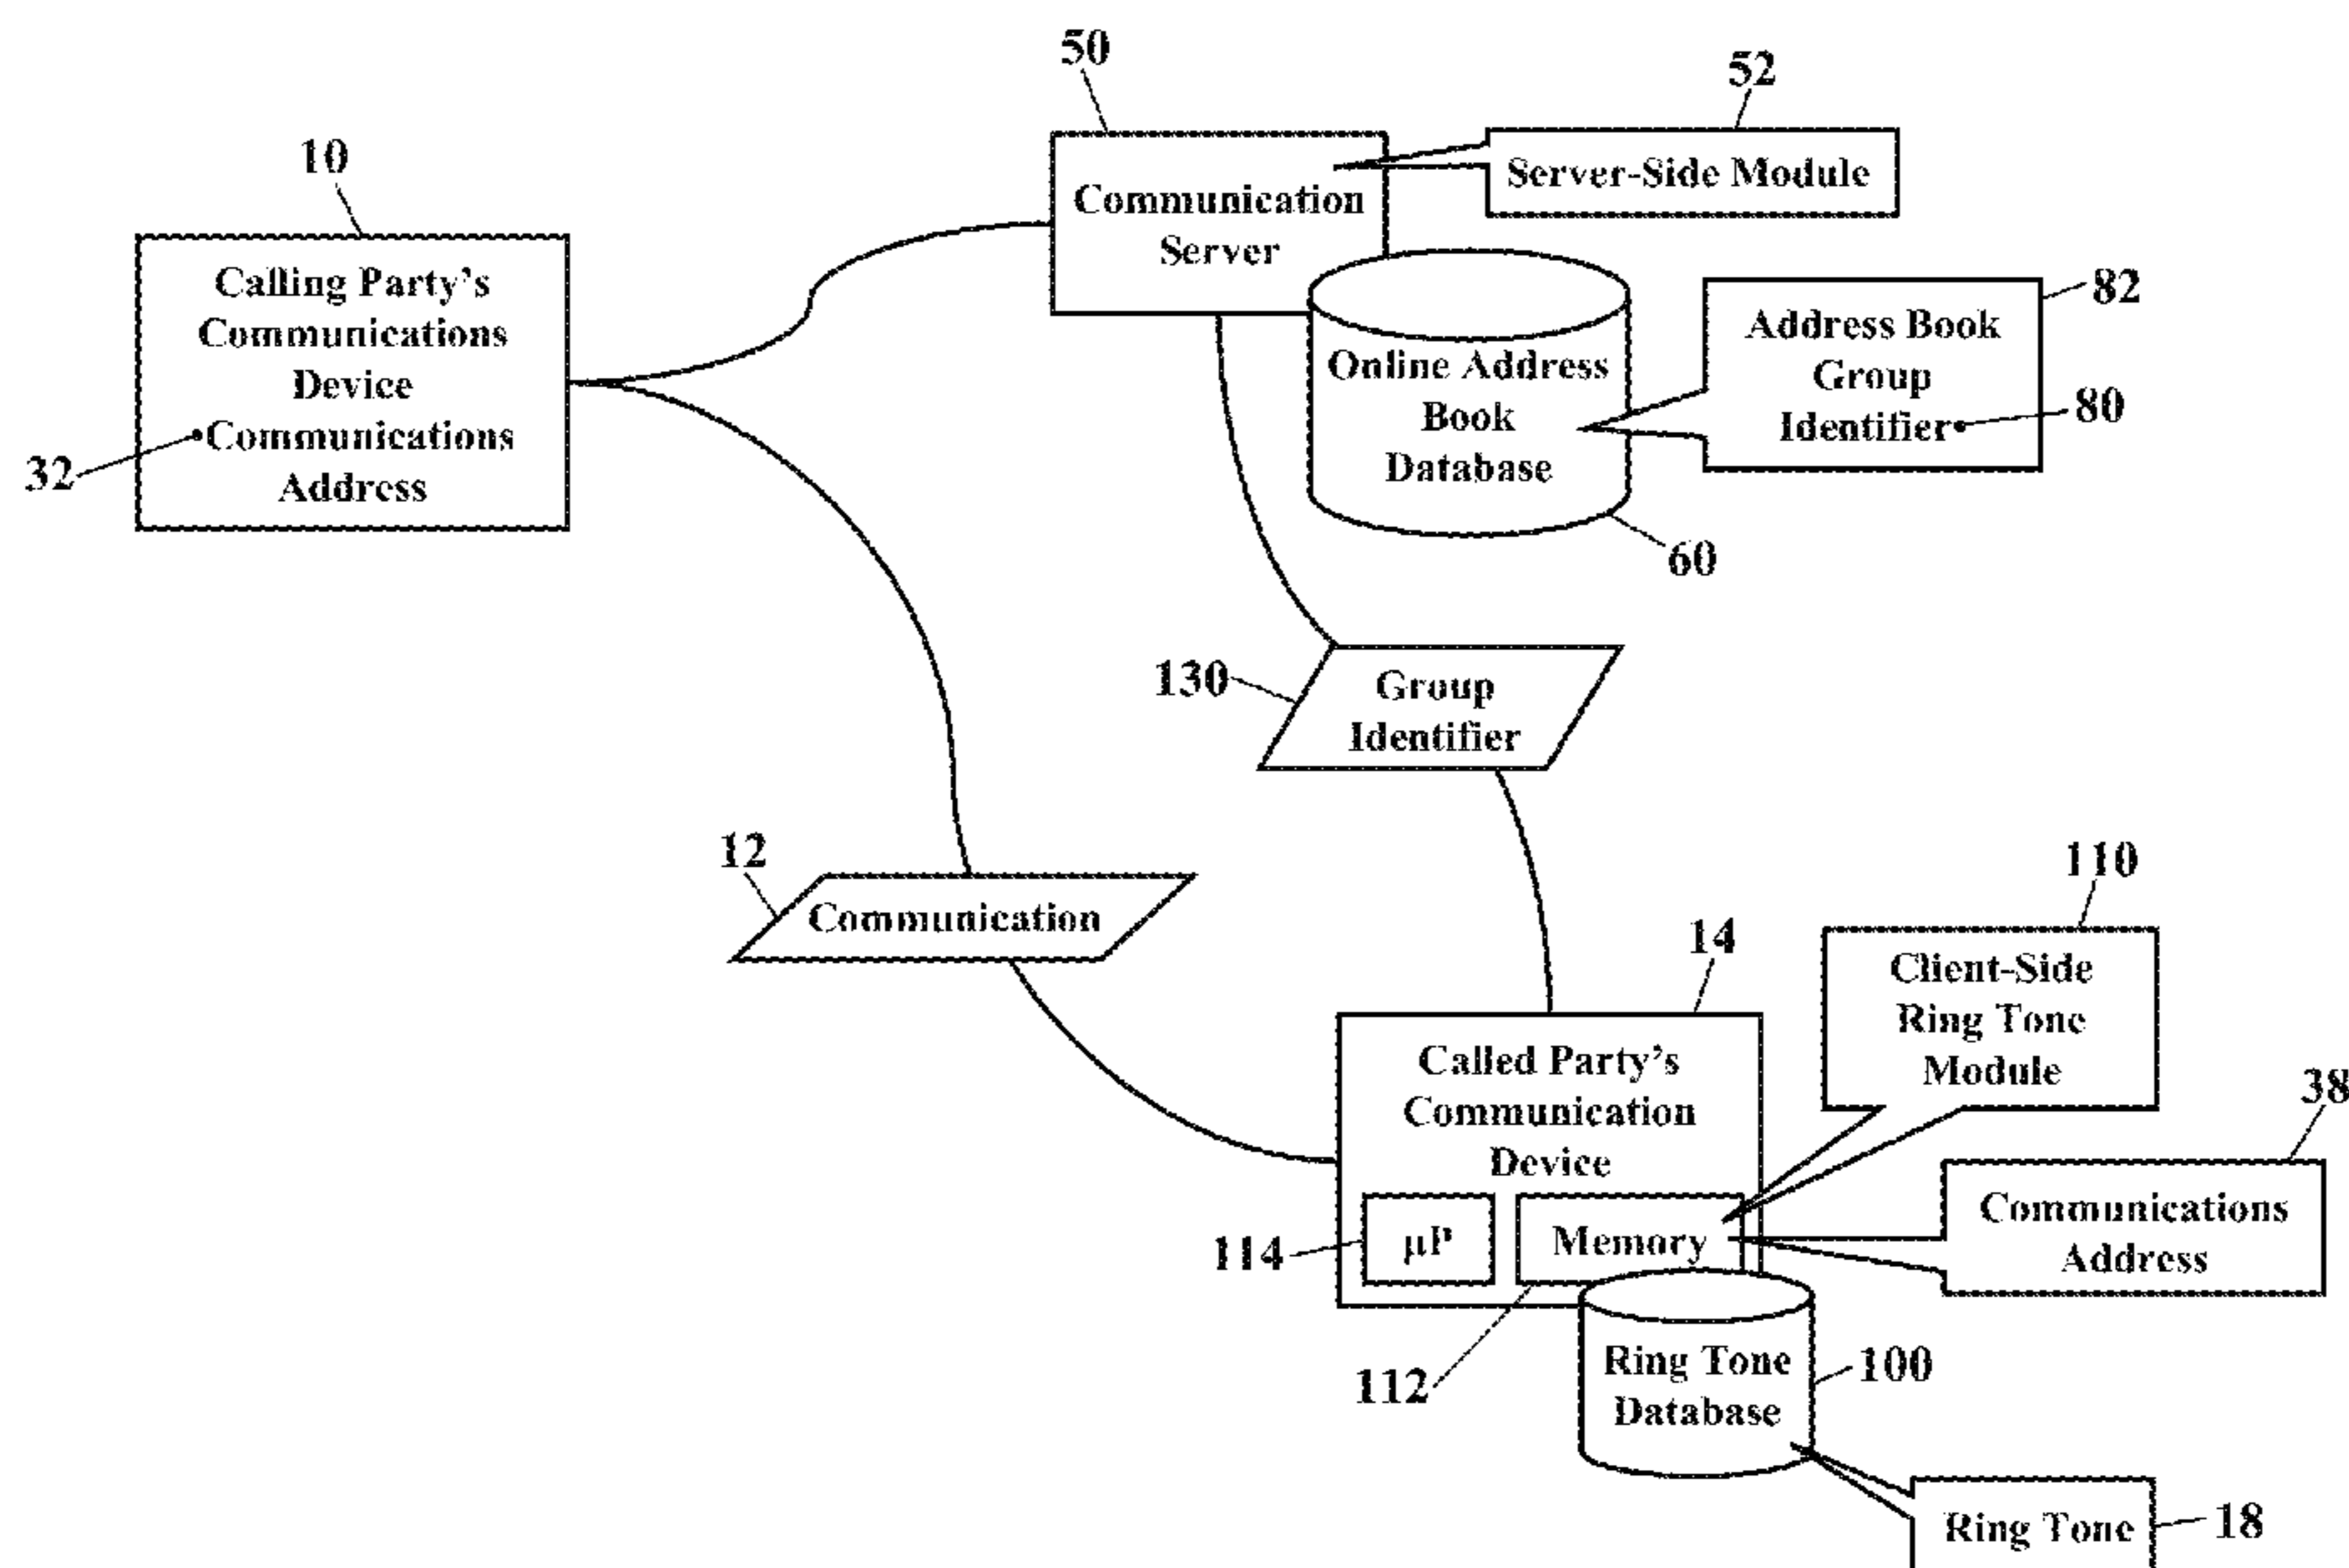 50
52
10
Server-Side Module
Communication
Server
Calling Party's
Communications
Device
•Communications
Address
32
82
Address Book
Group
Identifier•
80
Online Address
Book
Database
60
130
Group
Identifier
12
Communication
110
14
Client-Side
Ring Tone
Module
38
Called Party's
Communication
Device
Communications
Address
114
µP
Memory
112
Ring Tone
Database
100
Ring Tone
18